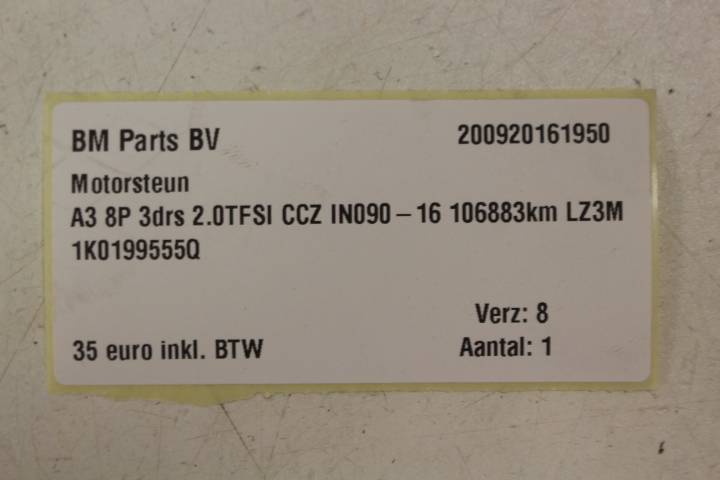 BM Parts BV 200920161950
Motorsteun
A3 8P 3drs 2.0TFSI CCZ IN090-16 106883km LZ3M
1K0199555Q
Verz: 8
35 euro inkl. BTW Aantal: 1